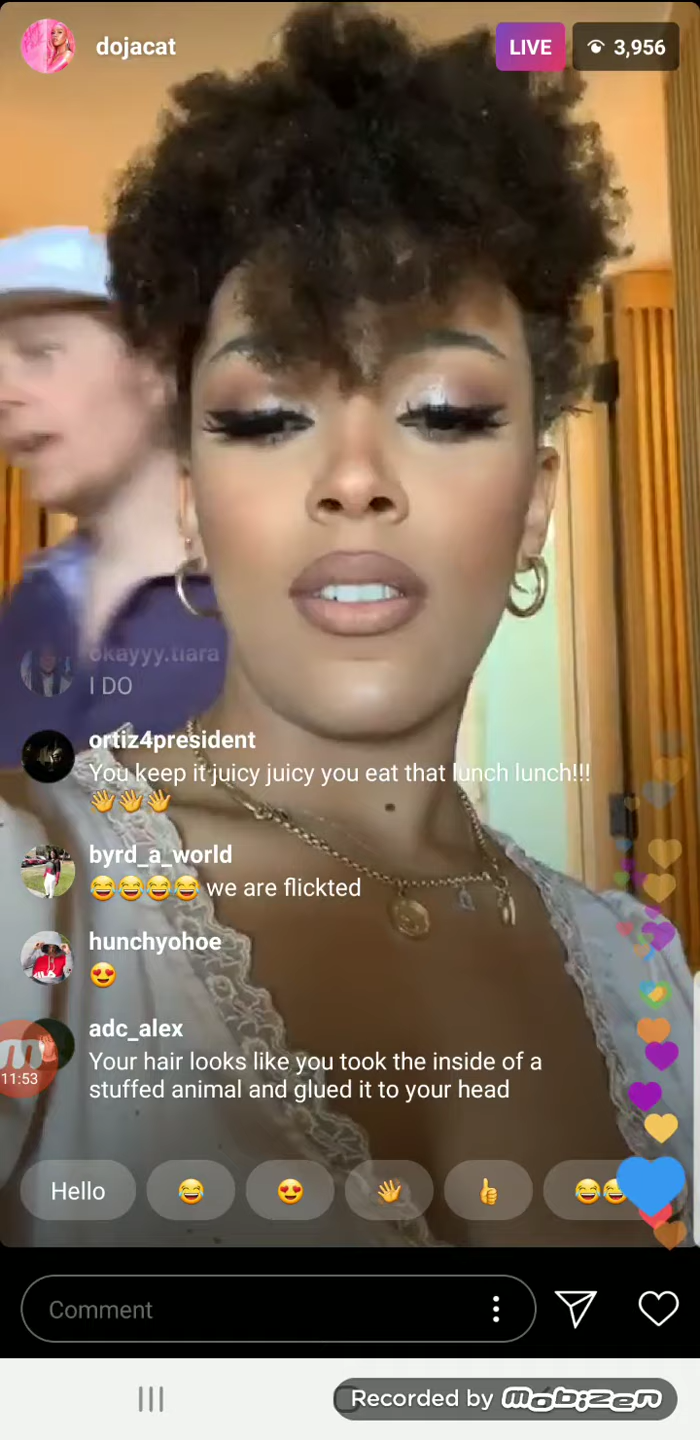 dojacat
LIVE
3,956
okayyy.tiara
I DO
ortiz4president
You keep it juicy juicy you eat that lunch lunch!!!
👋👋👋
byrd_a_world
😂😂😂😂 we are flickted
hunchyohoe
😍
adc_alex
Your hair looks like you took the inside of a
stuffed animal and glued it to your head
11:53
Hello 😂 😍 👋 👍 😂😂
Comment
Recorded by mobizen